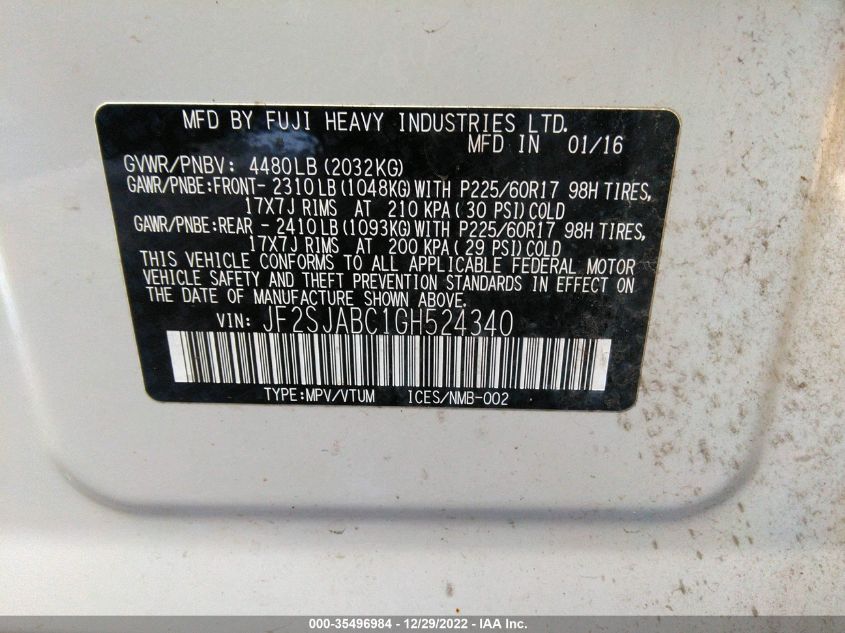 MFD BY FUJI HEAVY INDUSTRIES LTD.
MFD IN 01/16
GVWR/PNBV: 4480LB (2032KG)
GAWR/PNBE:FRONT- 2310LB(1048KG)WITH P225/60R17 98H TIRES,
17X7J RIMS AT 210 KPA( 30 PSI)COLD
GAWR/PNBE:REAR - 2410LB(1093KG)WITH P225/60R17 98H TIRES,
17X7J RIMS AT 200 KPA( 29 PSI)COLD
THIS VEHICLE CONFORMS TO ALL APPLICABLE FEDERAL MOTOR
VEHICLE SAFETY AND THEFT PREVENTION STANDARDS IN EFFECT ON
THE DATE OF MANUFACTURE SHOWN ABOVE.
VIN: JF2SJABC1GH524340
TYPE:MPV/VTUM ICES/NMB-002
000-35496984 - 12/29/2022 - IAA Inc.